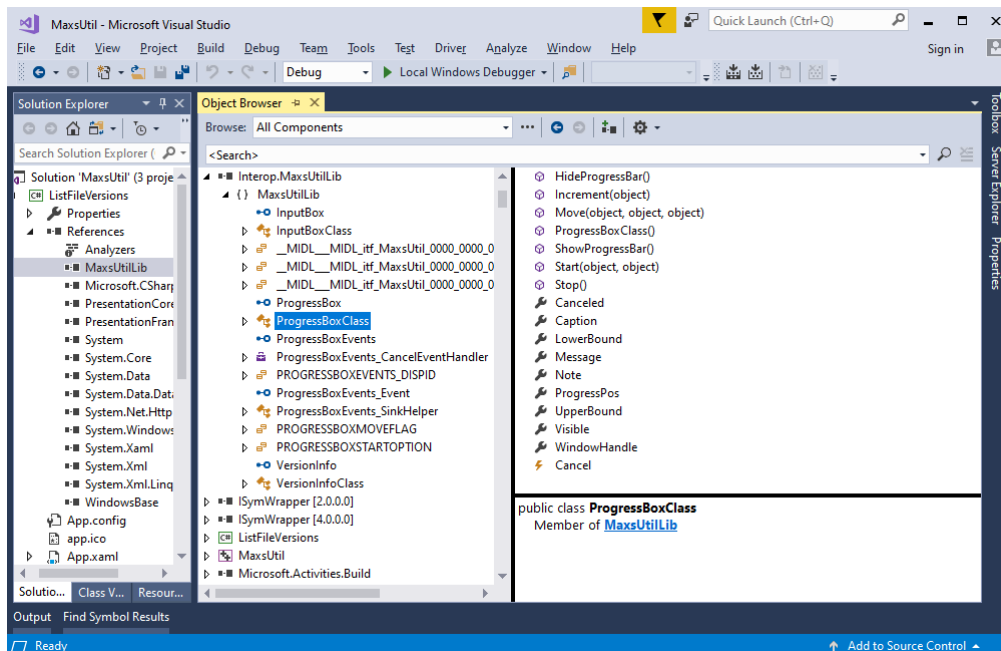 MaxsUtil - Microsoft Visual Studio
Quick Launch (Ctrl+Q)
File Edit View Project Build Debug Team Tools Test Driver Analyze Window Help
Sign in
Debug
Local Windows Debugger
Solution Explorer
Search Solution Explorer (
Solution 'MaxsUtil' (3 proje
ListFileVersions
Properties
References
Analyzers
MaxsUtilLib
Microsoft.CSharp
PresentationCore
PresentationFran
System
System.Core
System.Data
System.Data.Data
System.Net.Http
System.Windows
System.Xaml
System.Xml
System.Xml.Linq
WindowsBase
App.config
app.ico
App.xaml
Solutio... Class V... Resour...
Object Browser
Browse: All Components
<Search>
Interop.MaxsUtilLib
{ } MaxsUtilLib
InputBox
InputBoxClass
__MIDL___MIDL_itf_MaxsUtil_0000_0000_0
__MIDL___MIDL_itf_MaxsUtil_0000_0000_0
__MIDL___MIDL_itf_MaxsUtil_0000_0000_0
ProgressBox
ProgressBoxClass
ProgressBoxEvents
ProgressBoxEvents_CancelEventHandler
PROGRESSBOXEVENTS_DISPID
ProgressBoxEvents_Event
ProgressBoxEvents_SinkHelper
PROGRESSBOXMOVEFLAG
PROGRESSBOXSTARTOPTION
VersionInfo
VersionInfoClass
ISymWrapper [2.0.0.0]
ISymWrapper [4.0.0.0]
ListFileVersions
MaxsUtil
Microsoft.Activities.Build
HideProgressBar()
Increment(object)
Move(object, object, object)
ProgressBoxClass()
ShowProgressBar()
Start(object, object)
Stop()
Canceled
Caption
LowerBound
Message
Note
ProgressPos
UpperBound
Visible
WindowHandle
Cancel
public class ProgressBoxClass
Member of MaxsUtilLib
Toolbox
Server Explorer
Properties
Output Find Symbol Results
Ready
Add to Source Control